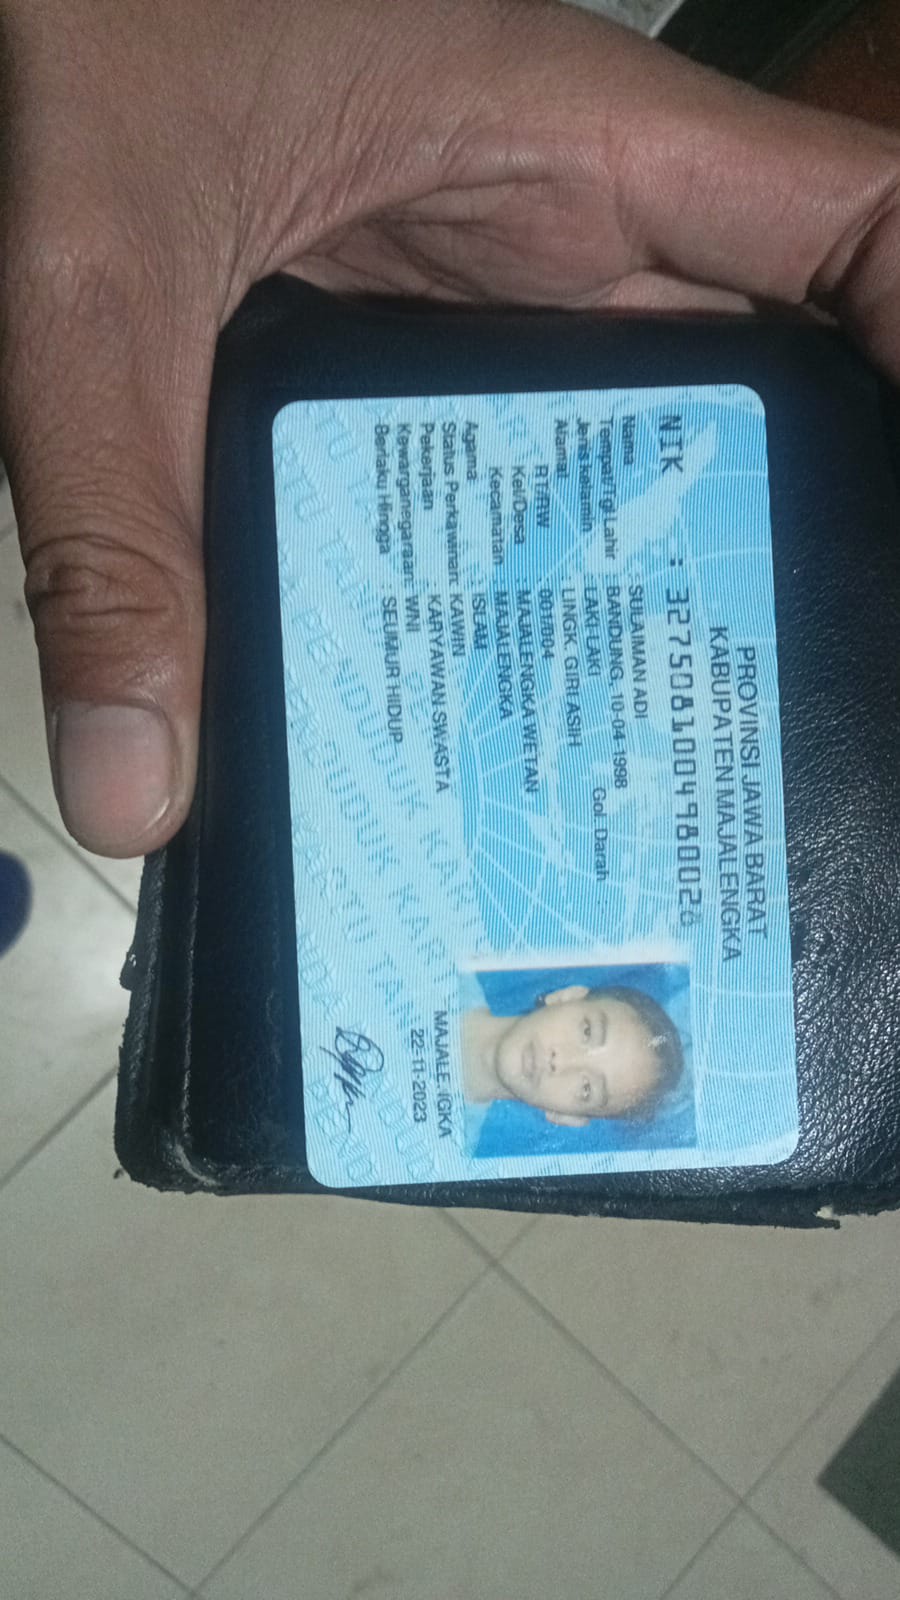 PROVINSI JAWA BARAT
KABUPATEN MAJALENGKA
NIK : 3275081004980026
Nama : SULAIMAN ADI
Tempat/Tgl Lahir : BANDUNG, 10-04-1998
Jenis kelamin : LAKI-LAKI Gol. Darah : -
Alamat : LINGK. GIRI ASIH
RT/RW : 001/004
Kel/Desa : MAJALENGKA WETAN
Kecamatan : MAJALENGKA
Agama : ISLAM
Status Perkawinan: KAWIN
Pekerjaan : KARYAWAN SWASTA
Kewarganegaraan: WNI
Berlaku Hingga : SEUMUR HIDUP
22-11-2023